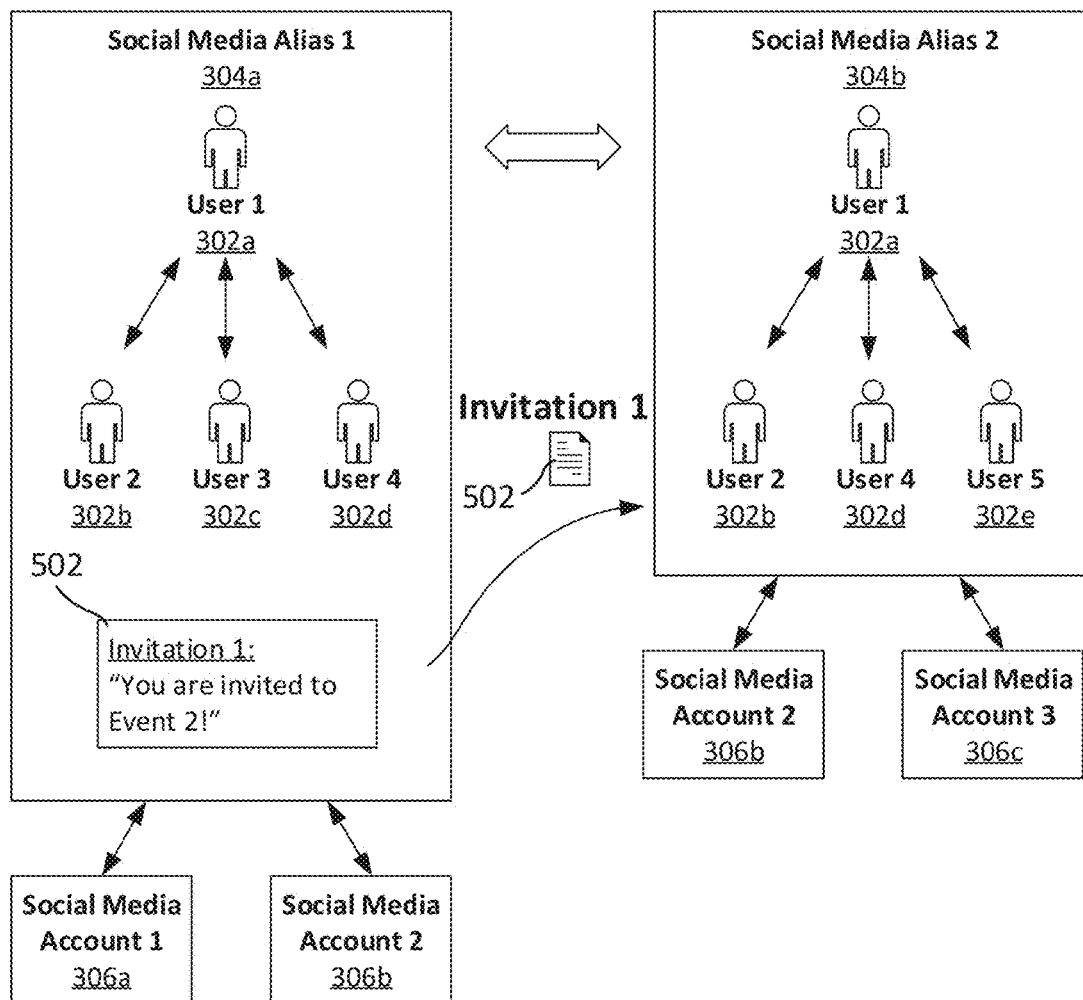 Social Media Alias 1
304a
User 1
302a
User 2
302b
User 3
302c
User 4
302d
502
Invitation 1:
"You are invited to
Event 2!"
Invitation 1
502
Social Media Alias 2
304b
User 1
302a
User 2
302b
User 4
302d
User 5
302e
Social Media
Account 2
306b
Social Media
Account 3
306c
Social Media
Account 1
306a
Social Media
Account 2
306b